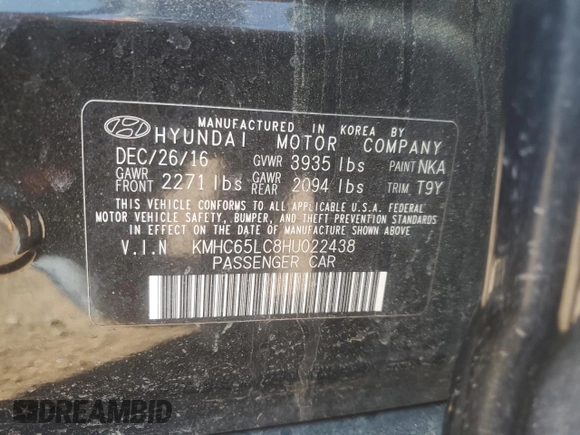 MANUFACTURED IN KOREA BY
HYUNDAI MOTOR COMPANY
DEC/26/16 GVWR 3935 lbs PAINT NKA
GAWR FRONT 2271 lbs GAWR REAR 2094 lbs TRIM T9Y
THIS VEHICLE CONFORMS TO ALL APPLICABLE U.S.A. FEDERAL
MOTOR VEHICLE SAFETY, BUMPER, AND THEFT PREVENTION STANDARDS
IN EFFECT ON THE DATE OF MANUFACTURE SHOWN ABOVE.
V.I.N KMHC65LC8HU022438
PASSENGER CAR
DREAMBID